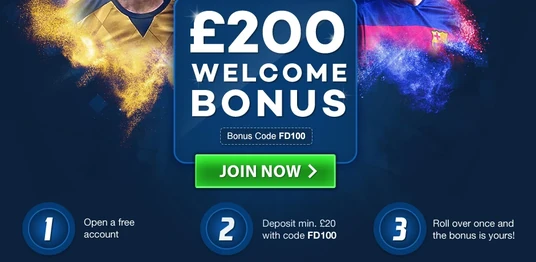 £200
WELCOME
BONUS
Bonus Code FD100
JOIN NOW
1
Open a free
account
2
Deposit min. £20
with code FD100
3
Roll over once and
the bonus is yours!